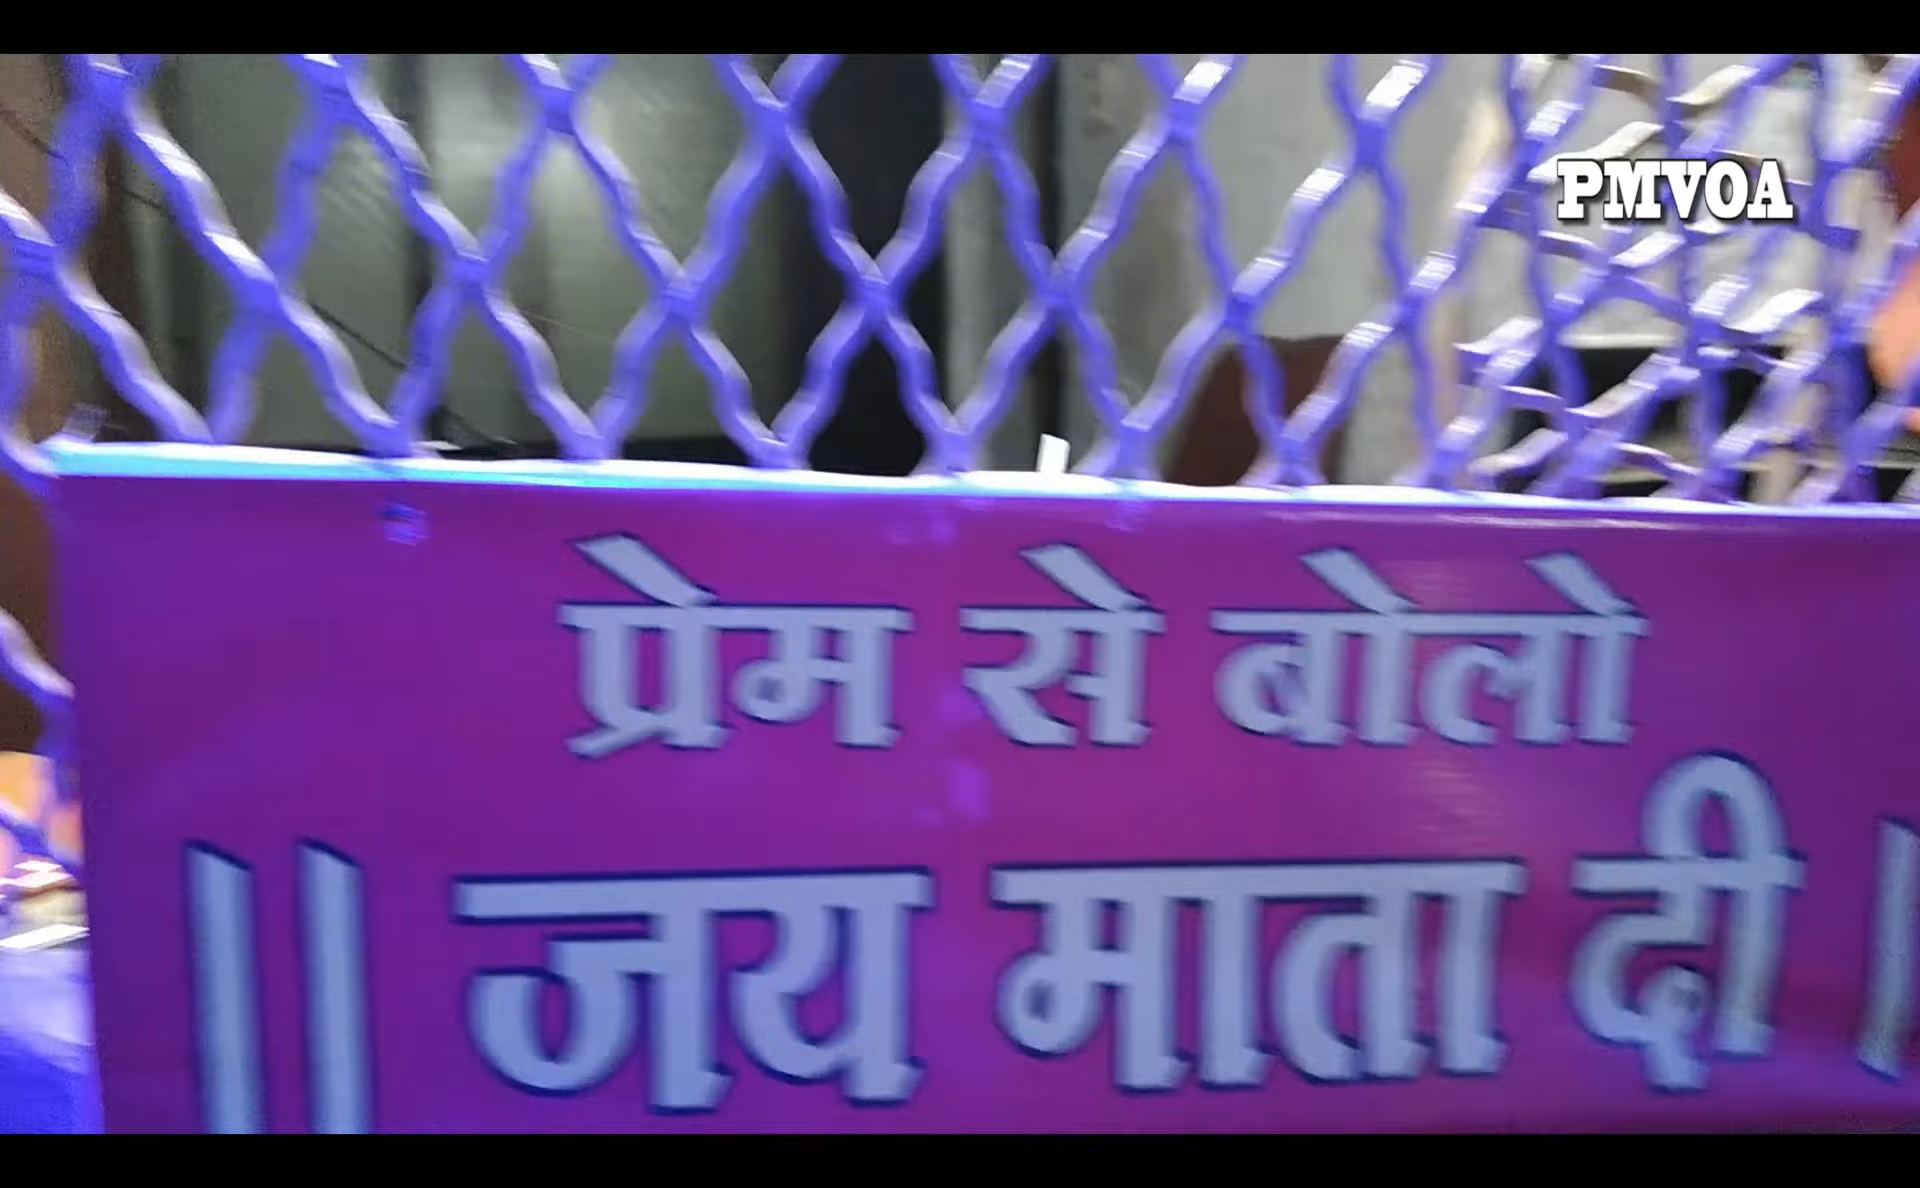 PMVOA
प्रेम से बोलो
|| जय माता दी |